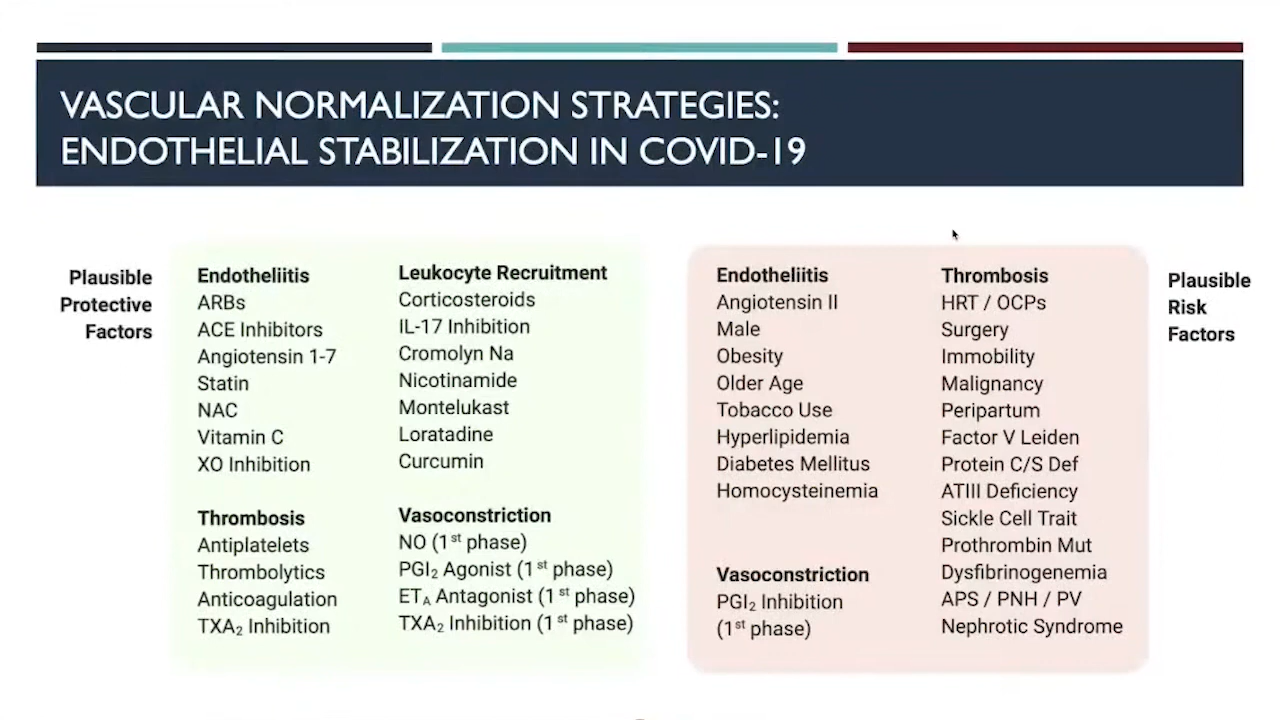 VASCULAR NORMALIZATION STRATEGIES:
ENDOTHELIAL STABILIZATION IN COVID-19
Plausible
Protective
Factors
Endotheliitis
ARBs
ACE Inhibitors
Angiotensin 1-7
Statin
NAC
Vitamin C
XO Inhibition
Thrombosis
Antiplatelets
Thrombolytics
Anticoagulation
TXA₂ Inhibition
Leukocyte Recruitment
Corticosteroids
IL-17 Inhibition
Cromolyn Na
Nicotinamide
Montelukast
Loratadine
Curcumin
Vasoconstriction
NO (1ˢᵗ phase)
PGI₂ Agonist (1ˢᵗ phase)
ET_A Antagonist (1ˢᵗ phase)
TXA₂ Inhibition (1ˢᵗ phase)
Endotheliitis
Angiotensin II
Male
Obesity
Older Age
Tobacco Use
Hyperlipidemia
Diabetes Mellitus
Homocysteinemia
Vasoconstriction
PGI₂ Inhibition
(1ˢᵗ phase)
Thrombosis
HRT / OCPs
Surgery
Immobility
Malignancy
Peripartum
Factor V Leiden
Protein C/S Def
ATIII Deficiency
Sickle Cell Trait
Prothrombin Mut
Dysfibrinogenemia
APS / PNH / PV
Nephrotic Syndrome
Plausible
Risk
Factors